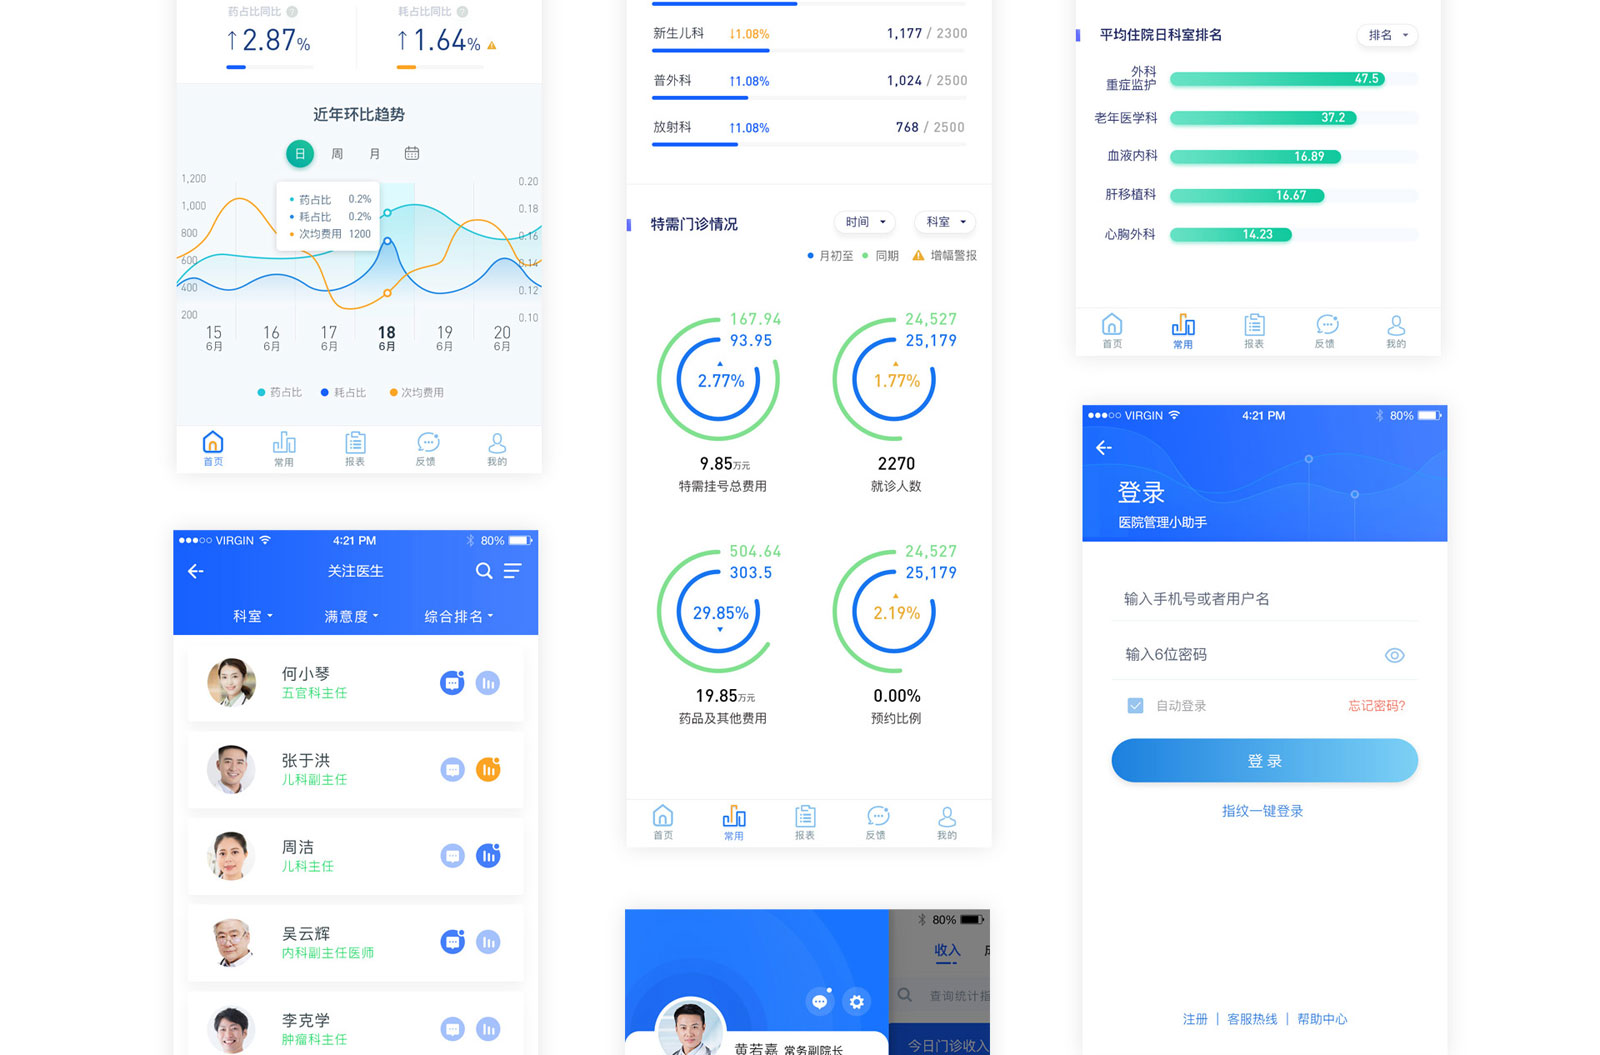 药占比同比 ?
↑2.87%
耗占比同比 ?
↑1.64%
近年环比趋势
日 周 月
1,200
1,000
800
600
400
200
0.20
0.18
0.16
0.14
0.12
0.10
药占比 0.2%
耗占比 0.2%
次均费用 1200
15 16 17 18 19 20
6月 6月 6月 6月 6月 6月
药占比 耗占比 次均费用
首页 常用 报表 反馈 我的
VIRGIN 4:21 PM 80%
关注医生
科室 满意度 综合排名
何小琴
五官科主任
张于洪
儿科副主任
周洁
儿科主任
吴云辉
内科副主任医师
李克学
肿瘤科主任
新生儿科 ↓1.08% 1,177 / 2300
普外科 ↑1.08% 1,024 / 2500
放射科 ↑1.08% 768 / 2500
特需门诊情况 时间 科室
月初至 同期 增幅警报
167.94
93.95
2.77%
9.85万元
特需挂号总费用
24,527
25,179
1.77%
2270
就诊人数
504.64
303.5
29.85%
19.85万元
药品及其他费用
24,527
25,179
2.19%
0.00%
预约比例
首页 常用 报表 反馈 我的
80%
收入
查询统计指
今日门诊收入
黄若嘉 常务副院长
平均住院日科室排名 排名
外科
重症监护 47.5
老年医学科 37.2
血液内科 16.89
肝移植科 16.67
心胸外科 14.23
首页 常用 报表 反馈 我的
VIRGIN 4:21 PM 80%
登录
医院管理小助手
输入手机号或者用户名
输入6位密码
自动登录 忘记密码?
登录
指纹一键登录
注册 | 客服热线 | 帮助中心